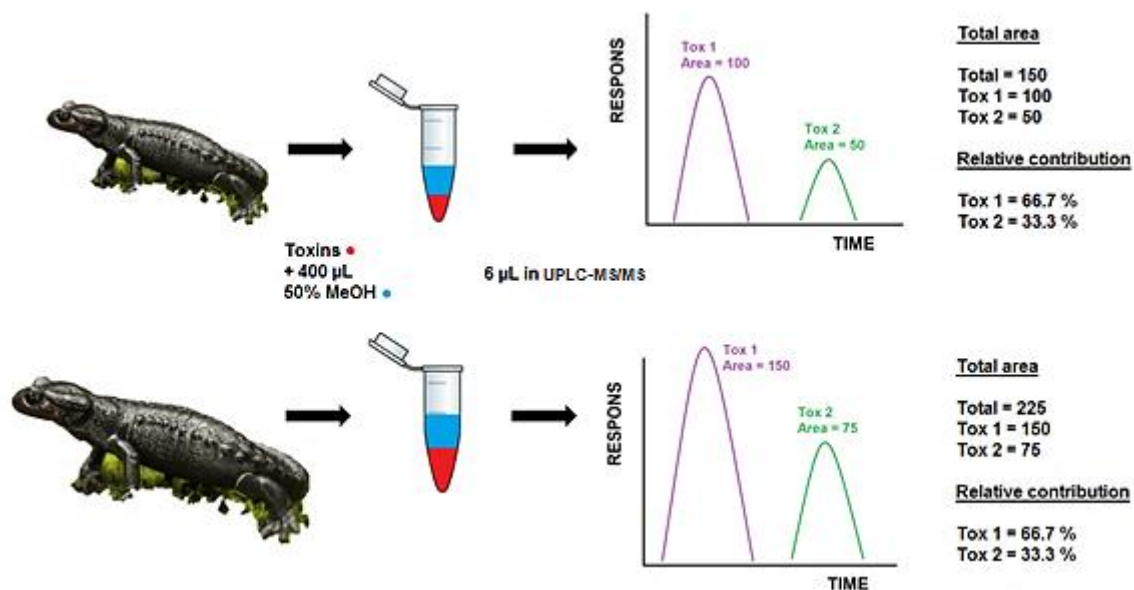 RESPONS
Tox 1
Area = 100
Tox 2
Area = 50
TIME
Total area
Total = 150
Tox 1 = 100
Tox 2 = 50
Relative contribution
Tox 1 = 66.7 %
Tox 2 = 33.3 %
Toxins
+ 400 µL
50% MeOH
6 µL in UPLC-MS/MS
RESPONS
Tox 1
Area = 150
Tox 2
Area = 75
TIME
Total area
Total = 225
Tox 1 = 150
Tox 2 = 75
Relative contribution
Tox 1 = 66.7 %
Tox 2 = 33.3 %